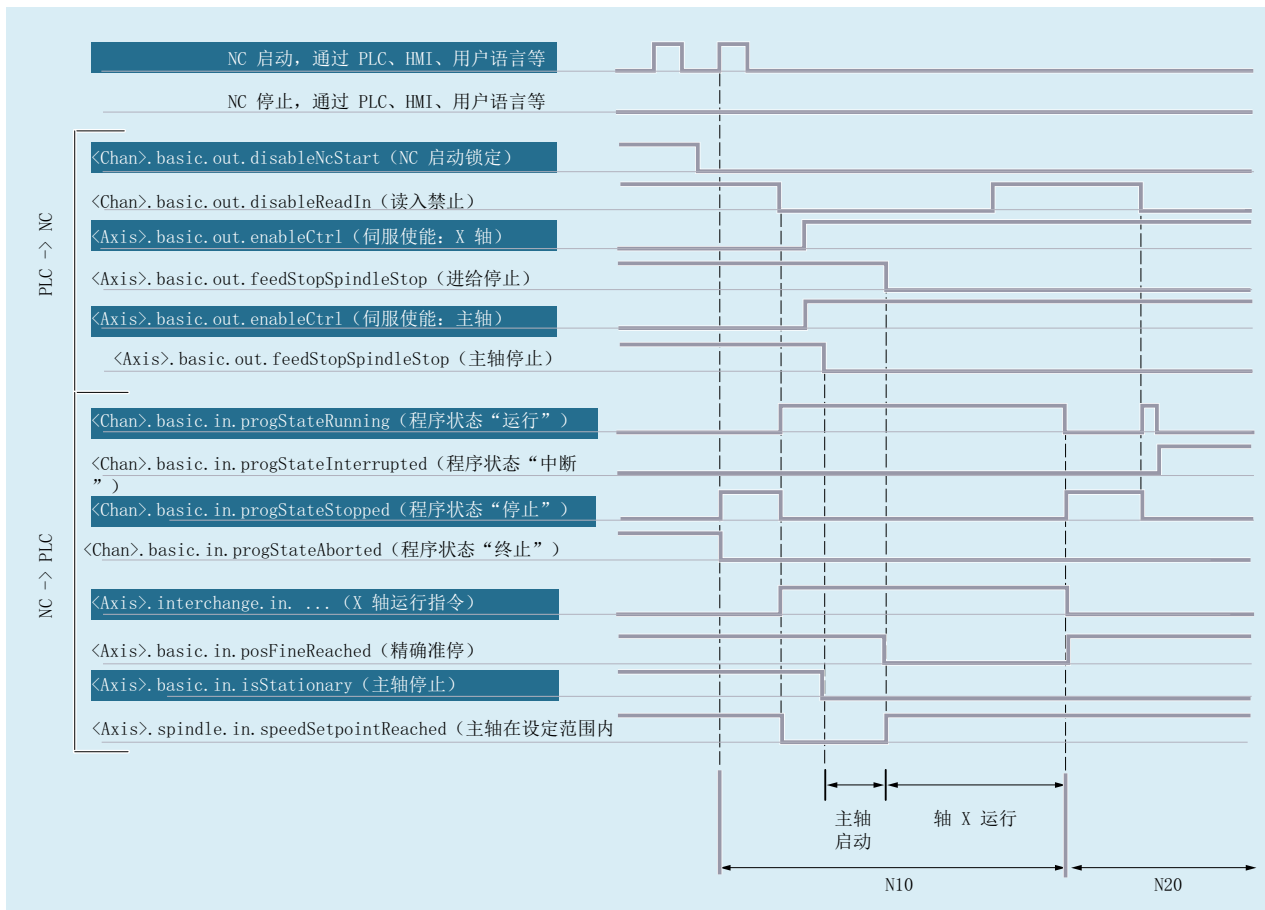 NC 启动，通过 PLC、HMI、用户语言等
NC 停止，通过 PLC、HMI、用户语言等
PLC -> NC
<Chan>.basic.out.disableNcStart（NC 启动锁定）
<Chan>.basic.out.disableReadIn（读入禁止）
<Axis>.basic.out.enableCtrl（伺服使能：X 轴）
<Axis>.basic.out.feedStopSpindleStop（进给停止）
<Axis>.basic.out.enableCtrl（伺服使能：主轴）
<Axis>.basic.out.feedStopSpindleStop（主轴停止）
NC -> PLC
<Chan>.basic.in.progStateRunning（程序状态“运行”）
<Chan>.basic.in.progStateInterrupted（程序状态“中断
”）
<Chan>.basic.in.progStateStopped（程序状态“停止”）
<Chan>.basic.in.progStateAborted（程序状态“终止”）
<Axis>.interchange.in. ...（X 轴运行指令）
<Axis>.basic.in.posFineReached（精确准停）
<Axis>.basic.in.isStationary（主轴停止）
<Axis>.spindle.in.speedSetpointReached（主轴在设定范围内
主轴
启动
轴 X 运行
N10
N20